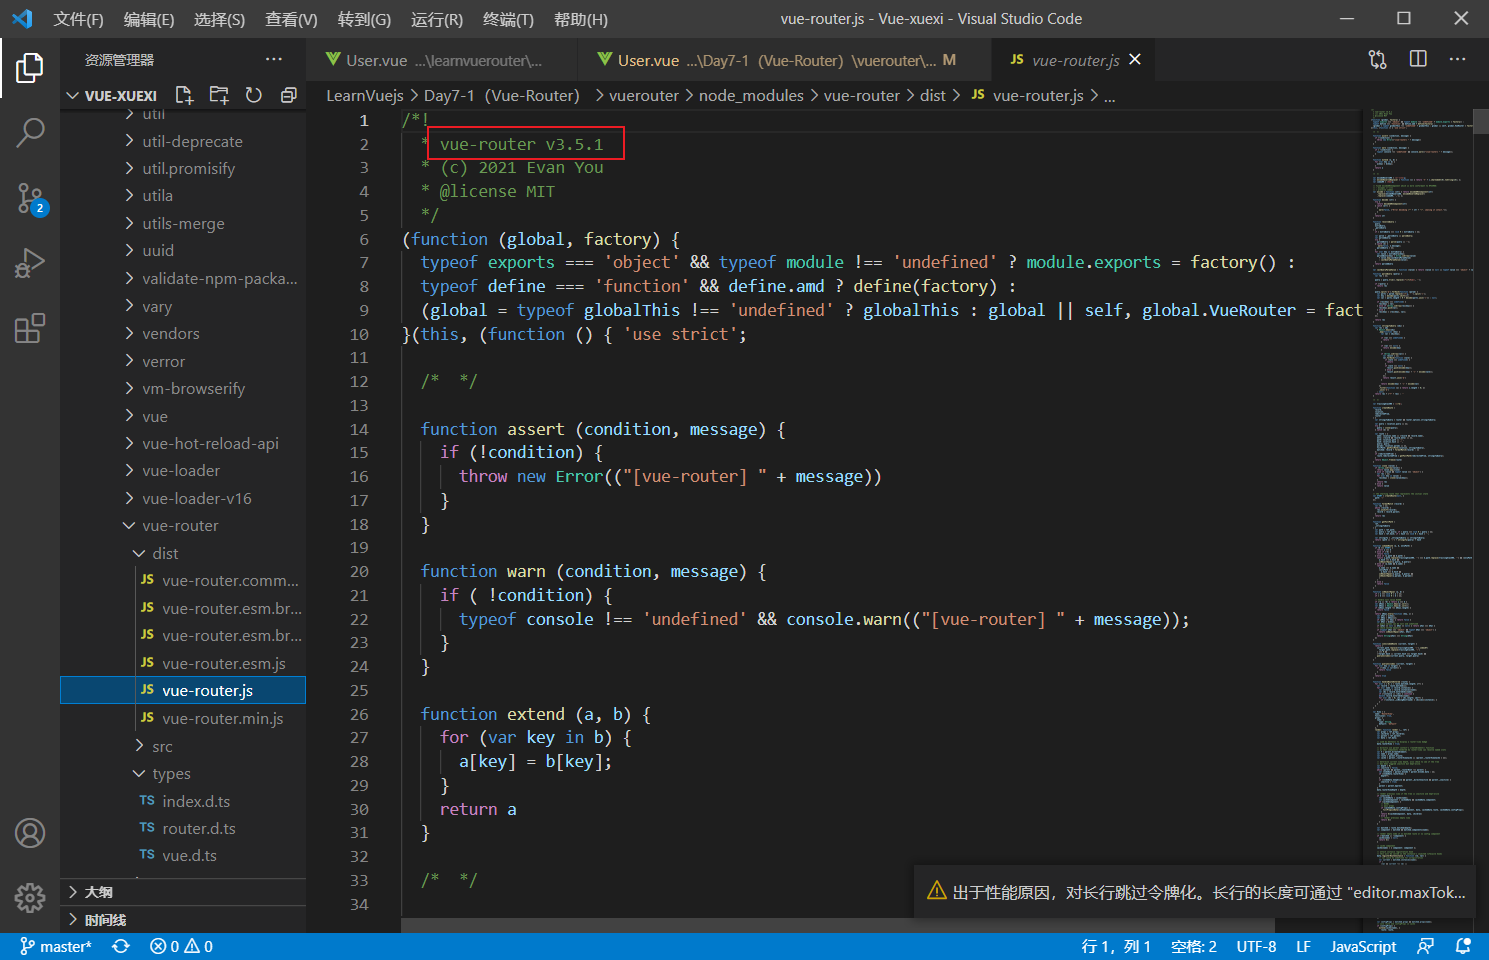 文件(F) 编辑(E) 选择(S) 查看(V) 转到(G) 运行(R) 终端(T) 帮助(H) vue-router.js - Vue-xuexi - Visual Studio Code
资源管理器 ...
User.vue ...\learnvuerouter\... User.vue ...\Day7-1（Vue-Router）\vuerouter\... M JS vue-router.js
VUE-XUEXI
LearnVuejs > Day7-1（Vue-Router） > vuerouter > node_modules > vue-router > dist > JS vue-router.js > ...
util
util-deprecate
util.promisify
utila
utils-merge
uuid
validate-npm-packa...
vary
vendors
verror
vm-browserify
vue
vue-hot-reload-api
vue-loader
vue-loader-v16
vue-router
dist
JS vue-router.comm...
JS vue-router.esm.br...
JS vue-router.esm.br...
JS vue-router.esm.js
JS vue-router.js
JS vue-router.min.js
src
types
TS index.d.ts
TS router.d.ts
TS vue.d.ts
大纲
时间线
1 /*!
2  * vue-router v3.5.1
3  * (c) 2021 Evan You
4  * @license MIT
5  */
6 (function (global, factory) {
7   typeof exports === 'object' && typeof module !== 'undefined' ? module.exports = factory() :
8   typeof define === 'function' && define.amd ? define(factory) :
9   (global = typeof globalThis !== 'undefined' ? globalThis : global || self, global.VueRouter = fact
10 }(this, (function () { 'use strict';
11
12   /*  */
13
14   function assert (condition, message) {
15     if (!condition) {
16       throw new Error(("[vue-router] " + message))
17     }
18   }
19
20   function warn (condition, message) {
21     if ( !condition) {
22       typeof console !== 'undefined' && console.warn(("[vue-router] " + message));
23     }
24   }
25
26   function extend (a, b) {
27     for (var key in b) {
28       a[key] = b[key];
29     }
30     return a
31   }
32
33   /*  */
34
出于性能原因，对长行跳过令牌化。长行的长度可通过 "editor.maxTok...
2
master* 0 0 行 1，列 1 空格: 2 UTF-8 LF JavaScript